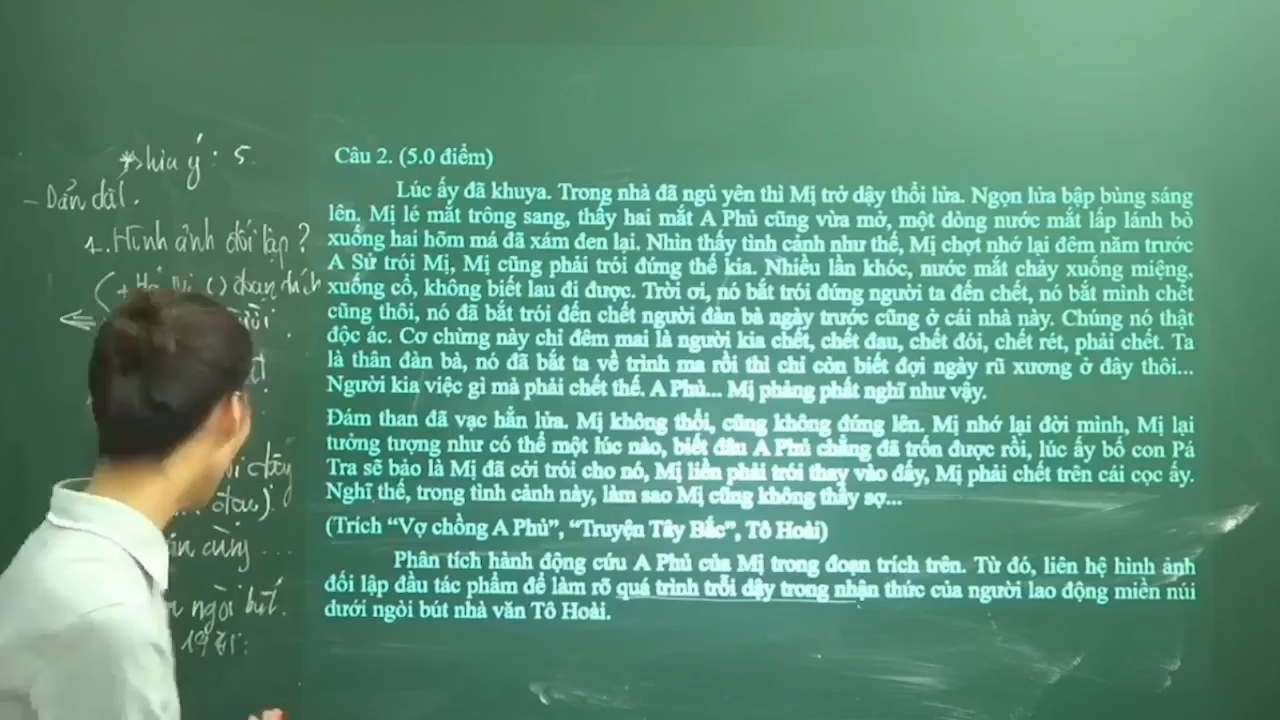 hia ý : 5.
- Dẩn dắt.
1. Hình ảnh đối lập ?
Câu 2. (5.0 điểm)
Lúc ấy đã khuya. Trong nhà đã ngủ yên thì Mị trở dậy thổi lửa. Ngọn lửa bập bùng sáng
lên. Mị lé mắt trông sang, thấy hai mắt A Phủ cũng vừa mở, một dòng nước mắt lấp lánh bò
xuống hai hõm má đã xám đen lại. Nhìn thấy tình cảnh như thế, Mị chợt nhớ lại đêm năm trước
A Sử trói Mị, Mị cũng phải trói đứng thế kia. Nhiều lần khóc, nước mắt chảy xuống miệng,
xuống cổ, không biết lau đi được. Trời ơi, nó bắt trói đứng người ta đến chết, nó bắt mình chết
cũng thôi, nó đã bắt trói đến chết người đàn bà ngày trước cũng ở cái nhà này. Chúng nó thật
độc ác. Cơ chừng này chỉ đêm mai là người kia chết, chết đau, chết đói, chết rét, phải chết. Ta
là thân đàn bà, nó đã bắt ta về trình ma rồi thì chỉ còn biết đợi ngày rũ xương ở đây thôi...
Người kia việc gì mà phải chết thế. A Phủ... Mị phảng phất nghĩ như vậy.
Đám than đã vạc hẳn lửa. Mị không thổi, cũng không đứng lên. Mị nhớ lại đời mình, Mị lại
tưởng tượng như có thể một lúc nào, biết đâu A Phủ chẳng đã trốn được rồi, lúc ấy bố con Pá
Tra sẽ bảo là Mị đã cởi trói cho nó, Mị liền phải trói thay vào đấy, Mị phải chết trên cái cọc ấy.
Nghĩ thế, trong tình cảnh này, làm sao Mị cũng không thấy sợ...
(Trích “Vợ chồng A Phủ”, “Truyện Tây Bắc”, Tô Hoài)
Phân tích hành động cứu A Phủ của Mị trong đoạn trích trên. Từ đó, liên hệ hình ảnh
đối lập đầu tác phẩm để làm rõ quá trình trỗi dậy trong nhận thức của người lao động miền núi
dưới ngòi bút nhà văn Tô Hoài.
cùng ...
ngòi bút.